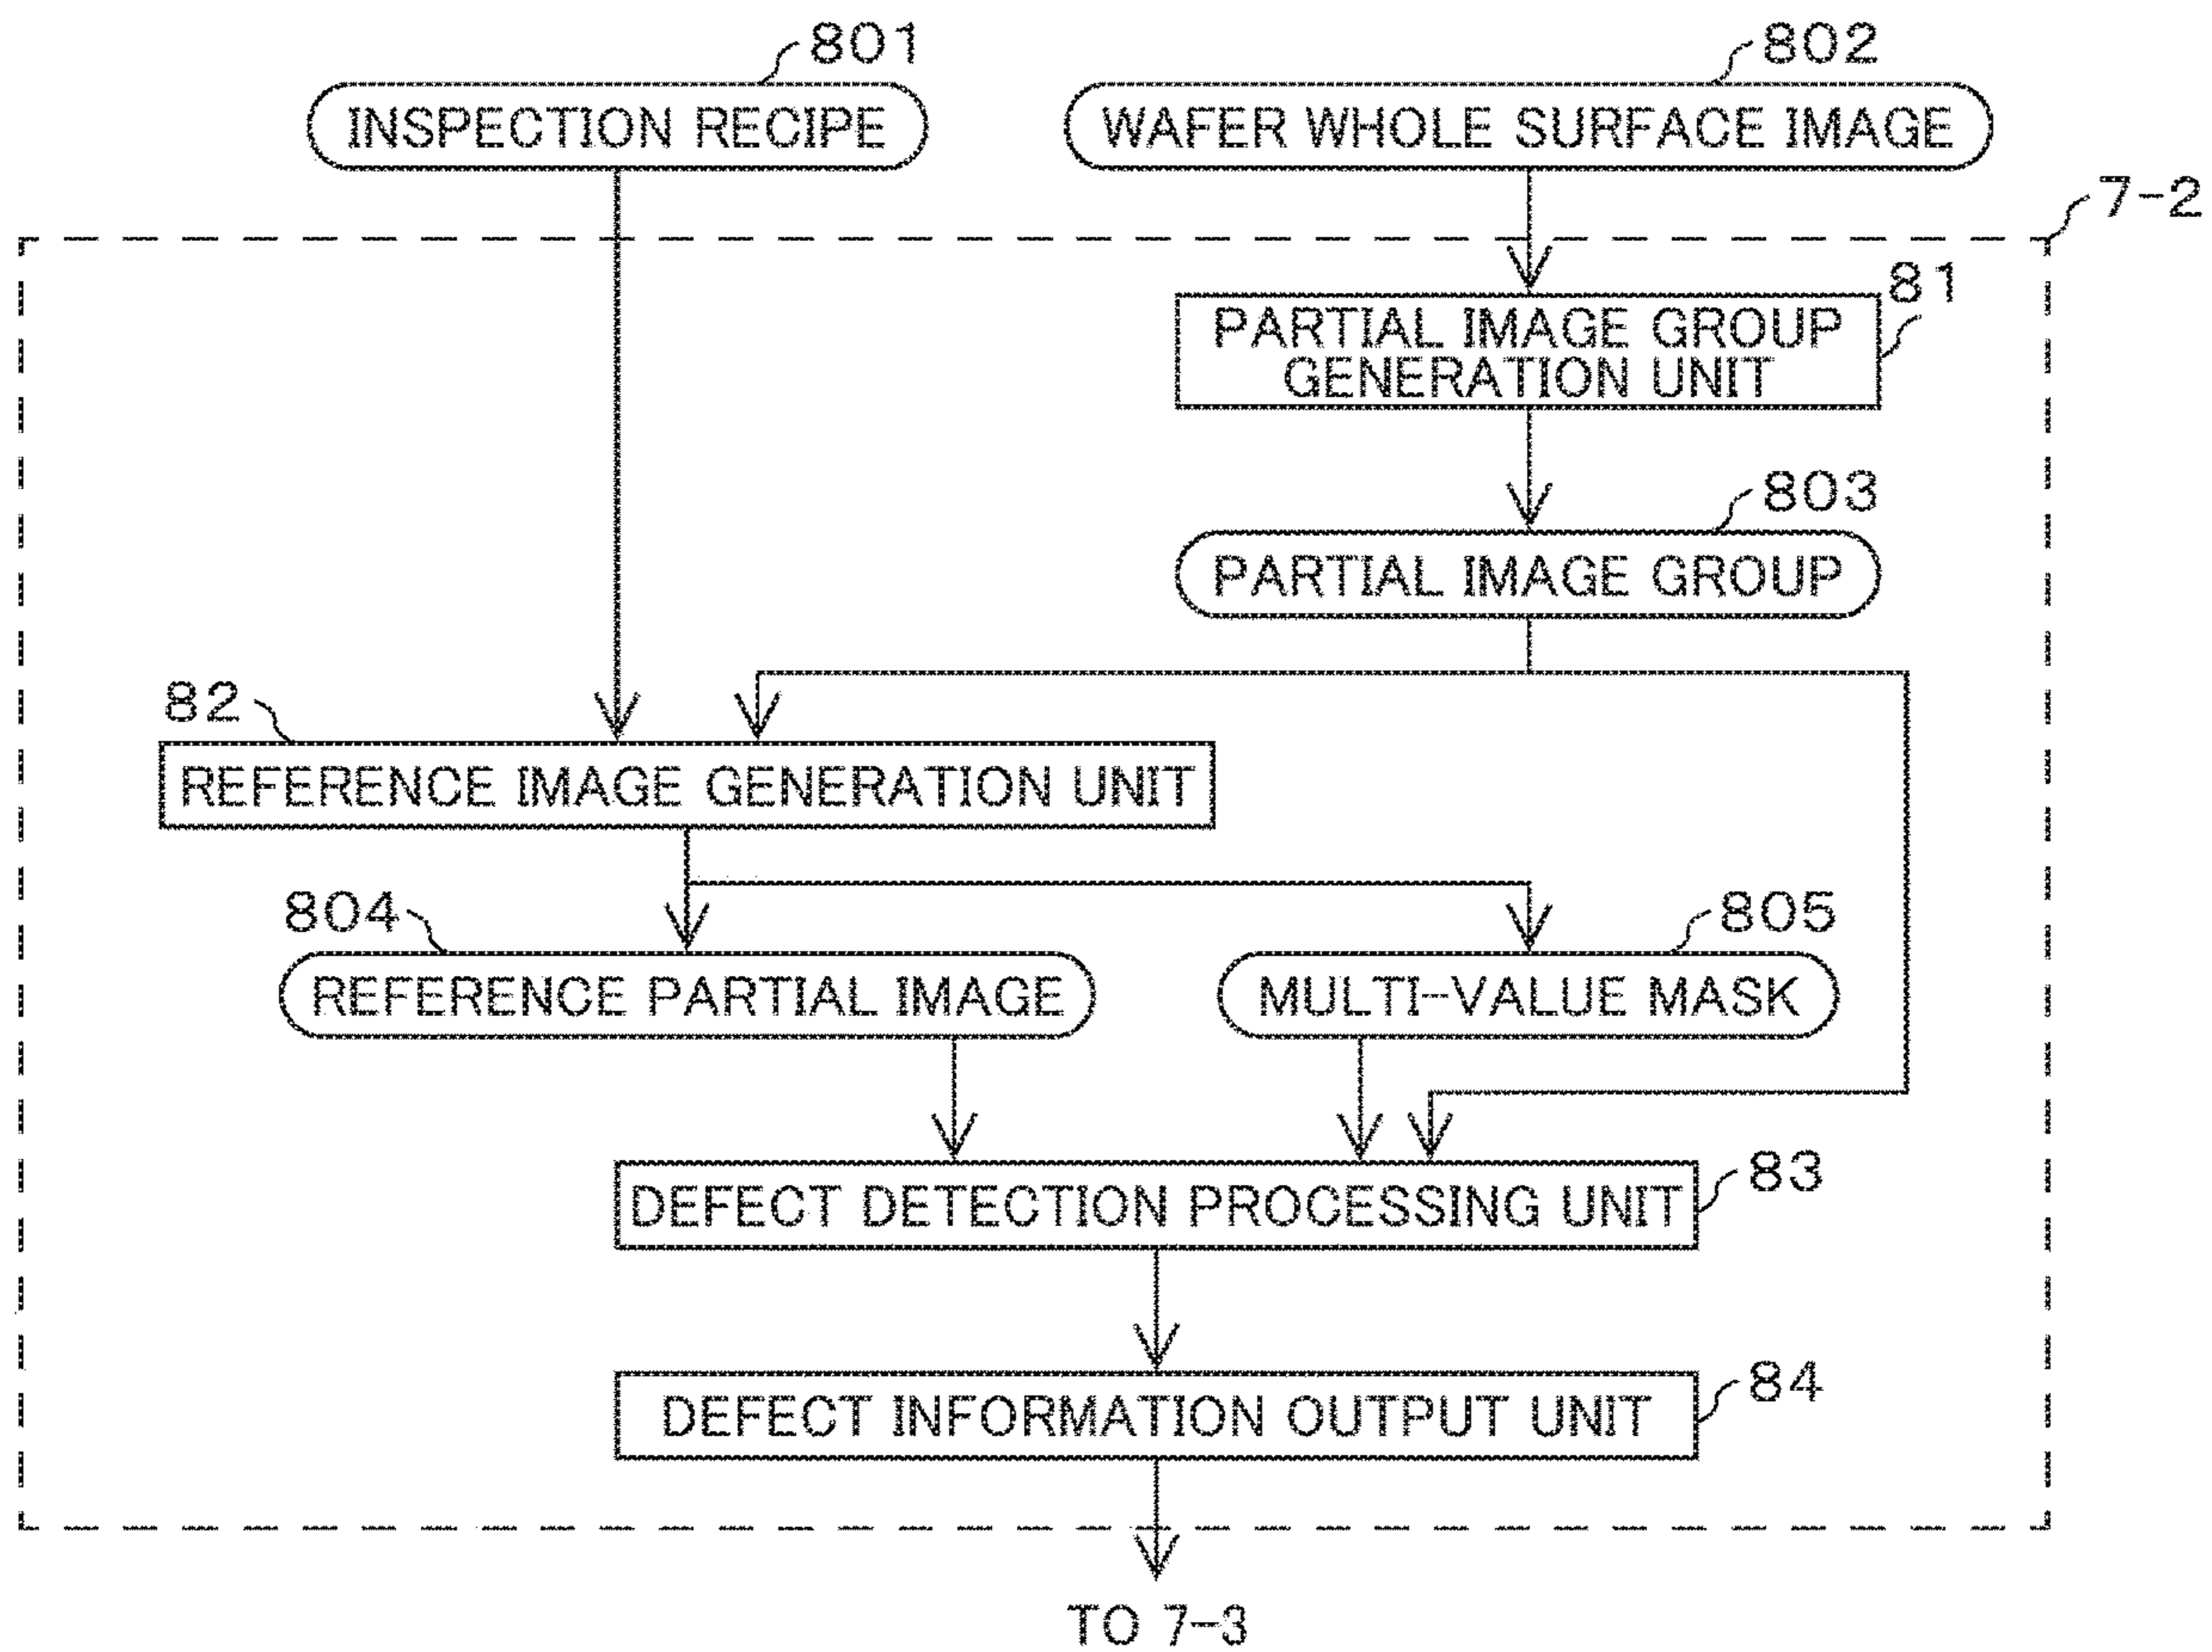 801
802
INSPECTION RECIPE
WAFER WHOLE SURFACE IMAGE
7-2
81
PARTIAL IMAGE GROUP
GENERATION UNIT
803
PARTIAL IMAGE GROUP
82
REFERENCE IMAGE GENERATION UNIT
804
805
REFERENCE PARTIAL IMAGE
MULTI-VALUE MASK
83
DEFECT DETECTION PROCESSING UNIT
84
DEFECT INFORMATION OUTPUT UNIT
TO 7-3